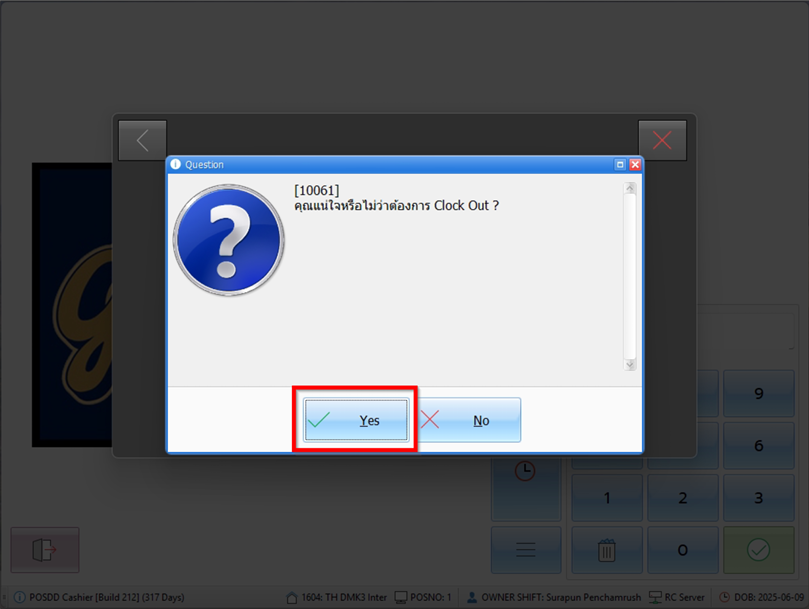 Question
[10061]
คุณแน่ใจหรือไม่ว่าต้องการ Clock Out ?
Yes
No
9
6
1
2
3
0
POSDD Cashier [Build 212] (317 Days)
1604: TH DMK3 Inter
POSNO: 1
OWNER SHIFT: Surapun Penchamrush
RC Server
DOB: 2025-06-09